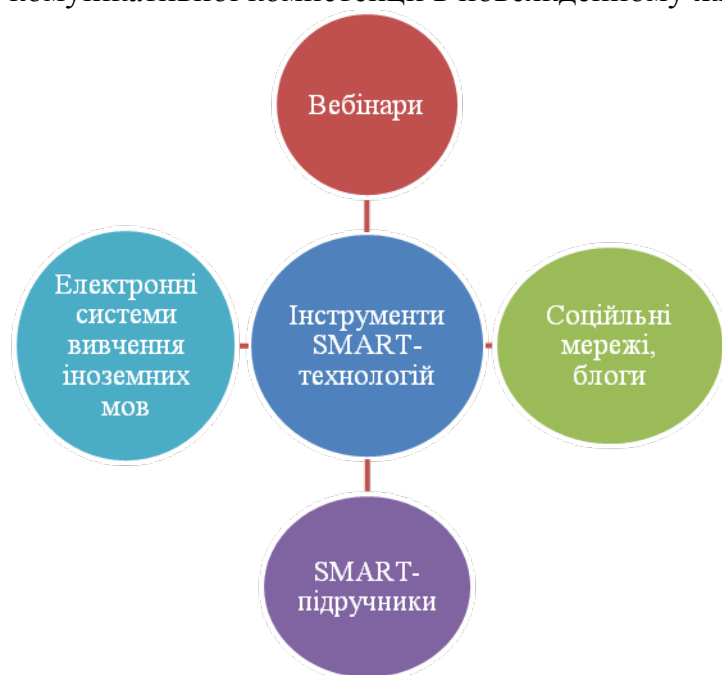 Вебінари
Електронні
системи
вивчення
іноземних
мов
Інструменти
SMART-
технологій
Соційльні
мережі,
блоги
SMART-
підручники